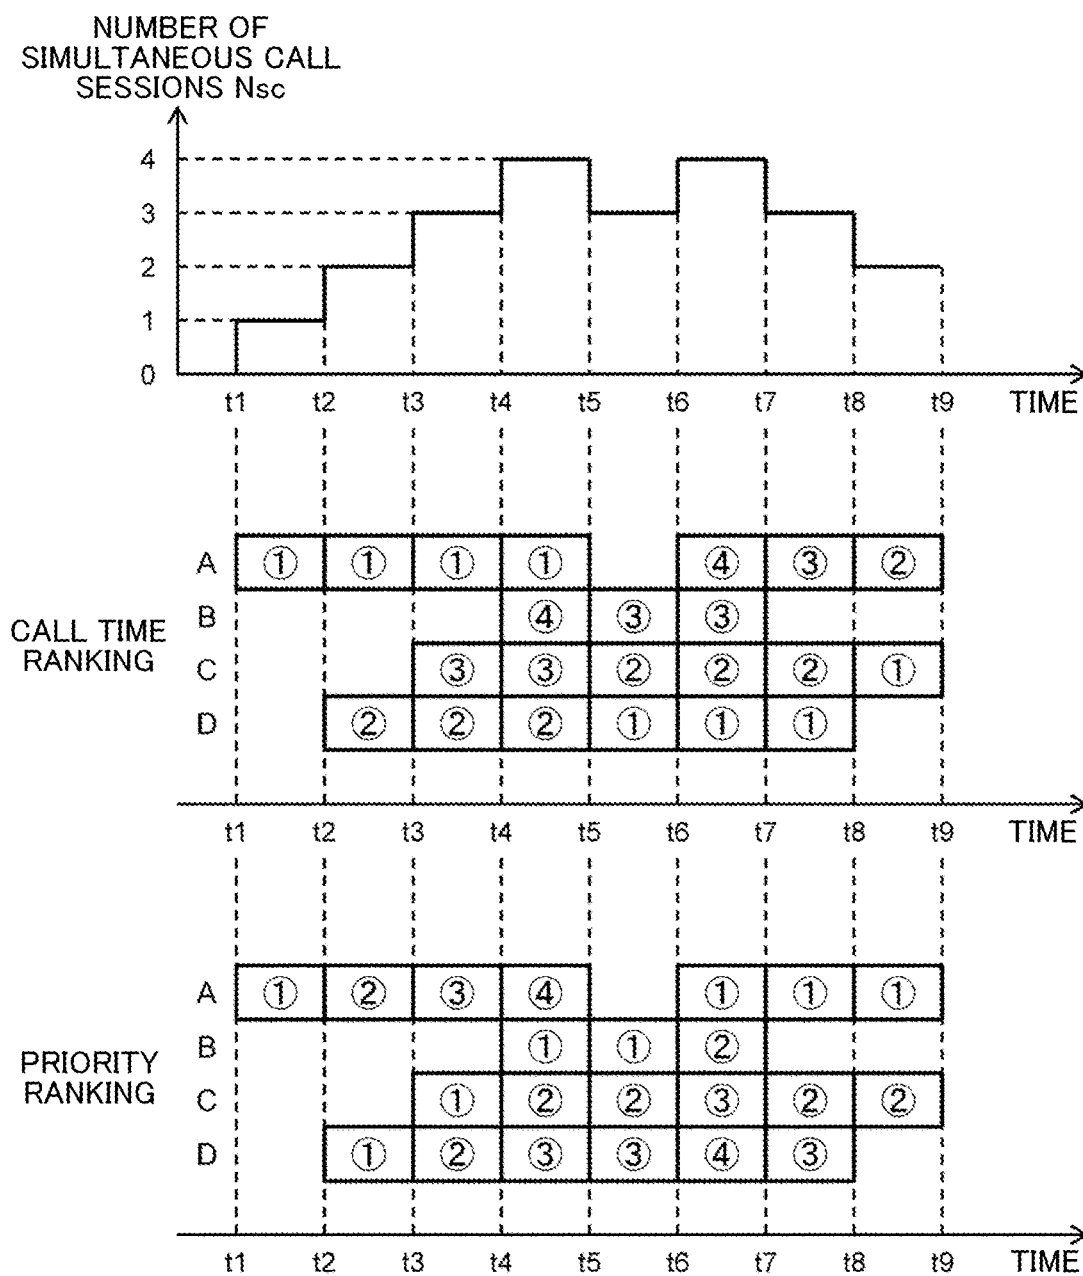 NUMBER OF
SIMULTANEOUS CALL
SESSIONS Nsc
4
3
2
1
0
t1 t2 t3 t4 t5 t6 t7 t8 t9 TIME
CALL TIME
RANKING
A ① ① ① ① ④ ③ ②
B ④ ③ ③
C ③ ③ ② ② ② ①
D ② ② ② ① ① ①
t1 t2 t3 t4 t5 t6 t7 t8 t9 TIME
PRIORITY
RANKING
A ① ② ③ ④ ① ① ①
B ① ① ②
C ① ② ② ③ ② ②
D ① ② ③ ③ ④ ③
t1 t2 t3 t4 t5 t6 t7 t8 t9 TIME